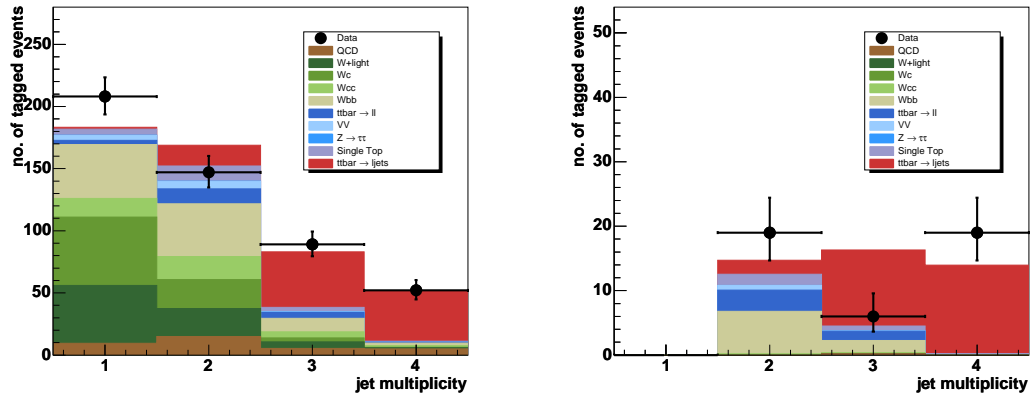 no. of tagged events
250
200
150
100
50
0
Data
QCD
W+light
Wc
Wcc
Wbb
ttbar → ll
VV
Z → ττ
Single Top
ttbar → ljets
1 2 3 4
jet multiplicity
no. of tagged events
50
40
30
20
10
0
Data
QCD
W+light
Wc
Wcc
Wbb
ttbar → ll
VV
Z → ττ
Single Top
ttbar → ljets
1 2 3 4
jet multiplicity